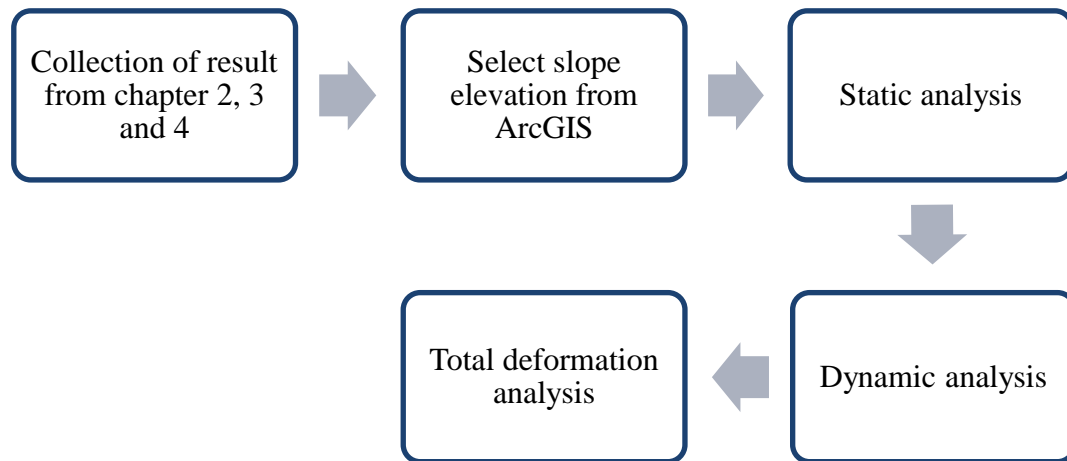 Collection of result
from chapter 2, 3
and 4
Select slope
elevation from
ArcGIS
Static analysis
Dynamic analysis
Total deformation
analysis